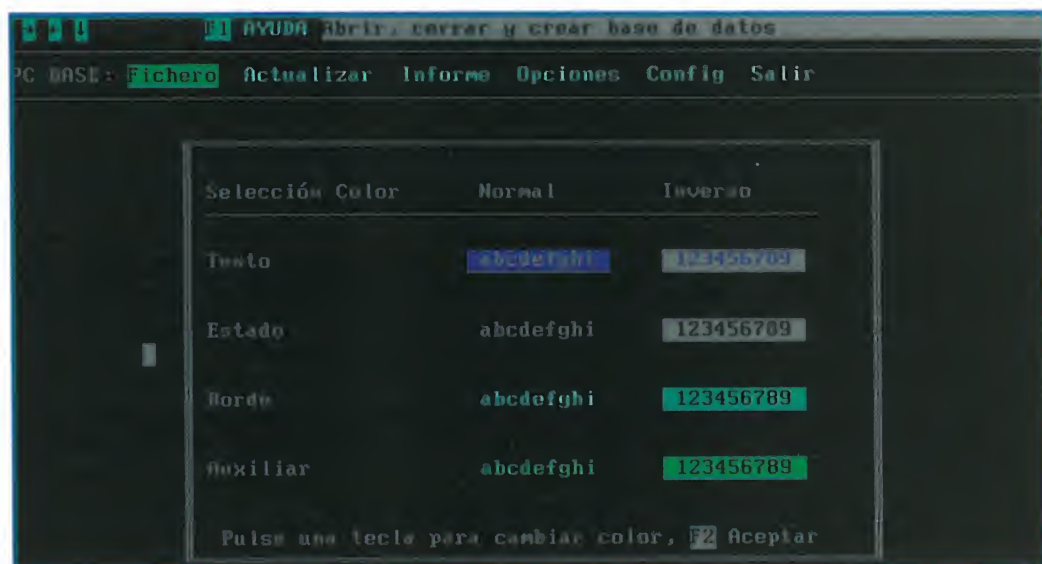 F1 AYUDA Abrir, cerrar y crear base de datos
PC BASE: Fichero Actualizar Informe Opciones Config Salir
Selección Color Normal Inverso
Texto abcdefghi 123456789
Estado abcdefghi 123456789
Borde abcdefghi 123456789
Auxiliar abcdefghi 123456789
Pulse una tecla para cambiar color, F2 Aceptar